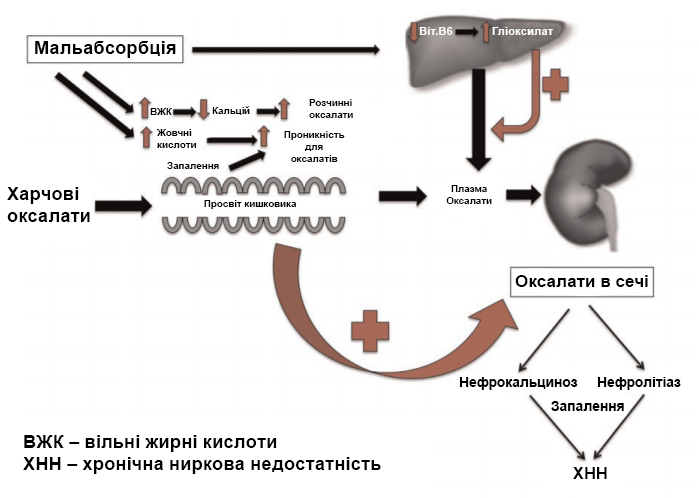 Мальабсорбція
Віт.В6
Гліоксилат
ВЖК
Кальцій
Розчинні
оксалати
Жовчні
кислоти
Проникність
для
оксалатів
Запалення
Харчові
оксалати
Просвіт кишковика
Плазма
Оксалати
Оксалати в сечі
Нефрокальциноз
Нефролітіаз
Запалення
ХНН
ВЖК – вільні жирні кислоти
ХНН – хронічна ниркова недостатність